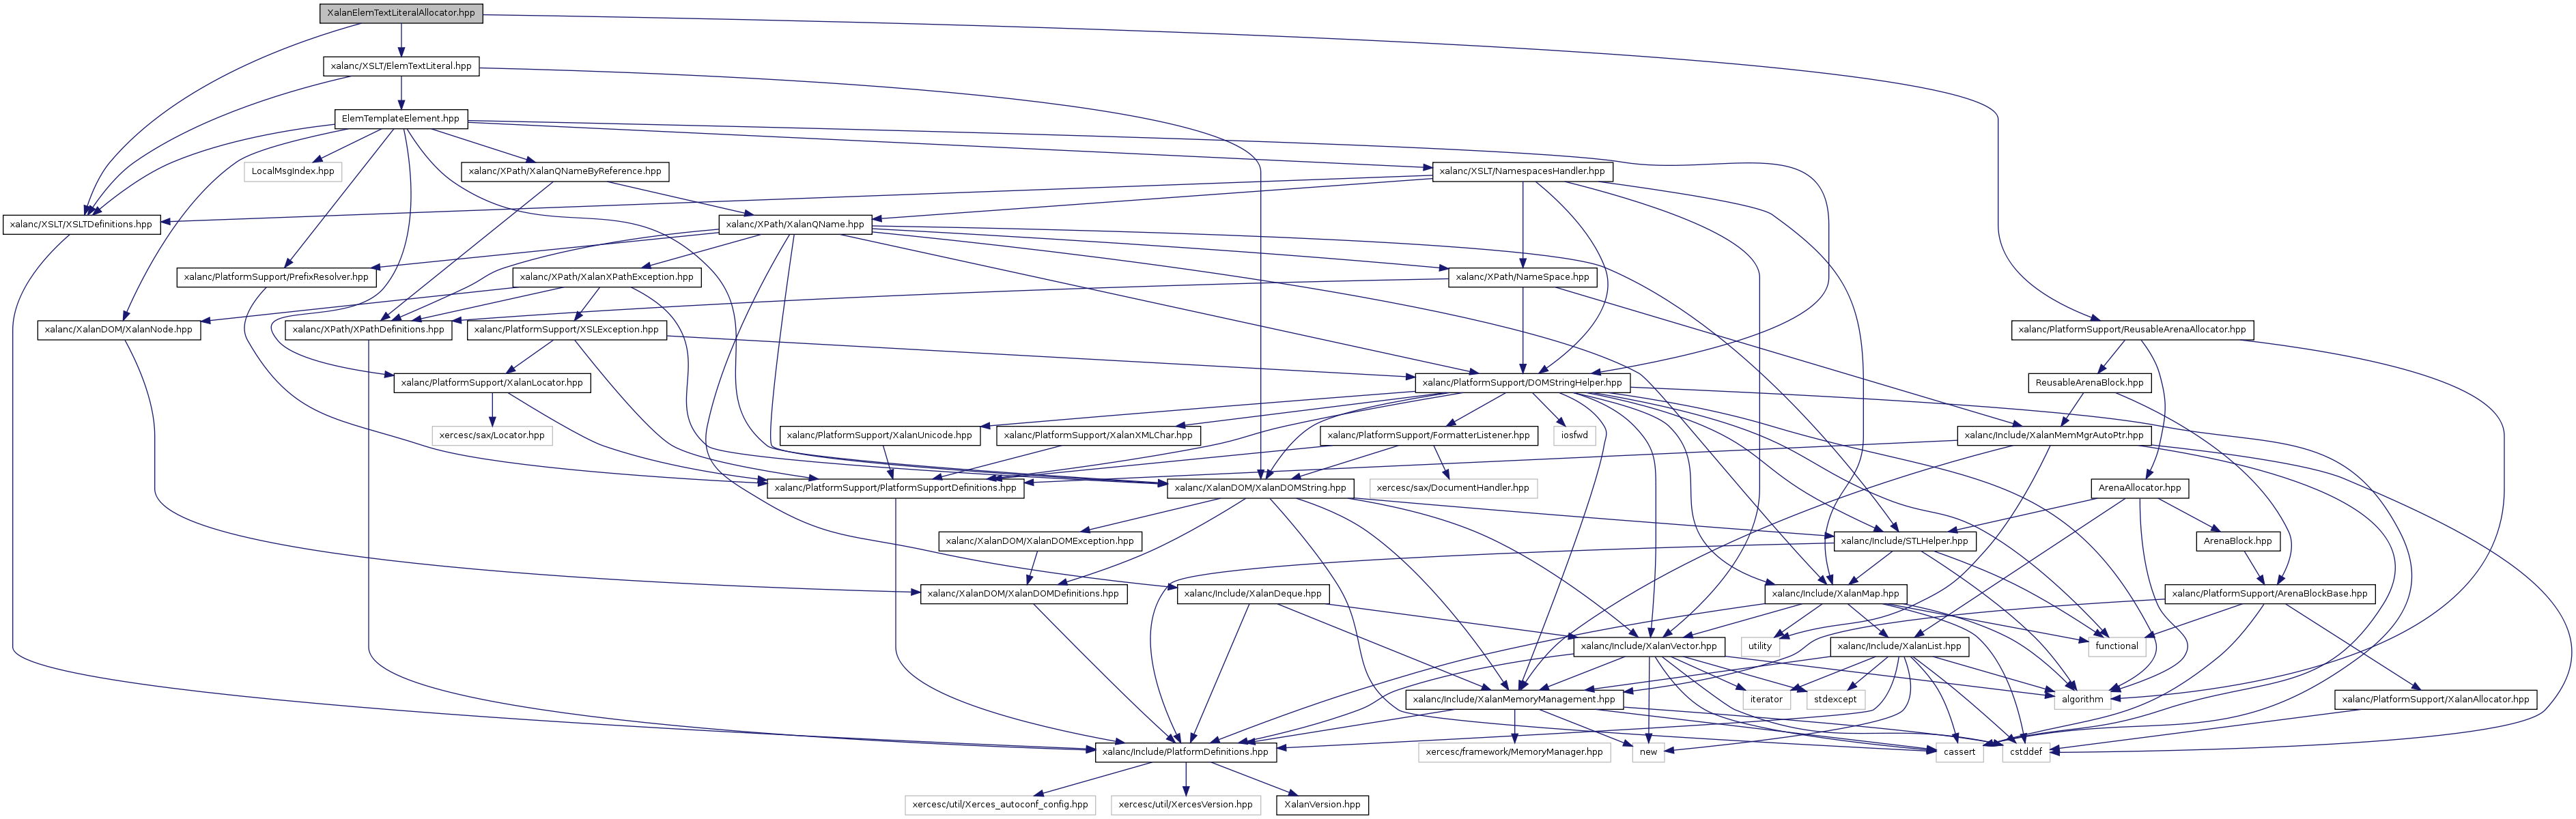 XalanElemTextLiteralAllocator.hpp
xalanc/XSLT/ElemTextLiteral.hpp
ElemTemplateElement.hpp
LocalMsgIndex.hpp
xalanc/XPath/XalanQNameByReference.hpp
xalanc/XSLT/NamespacesHandler.hpp
xalanc/XSLT/XSLTDefinitions.hpp
xalanc/XPath/XalanQName.hpp
xalanc/PlatformSupport/PrefixResolver.hpp
xalanc/XPath/XalanXPathException.hpp
xalanc/XPath/NameSpace.hpp
xalanc/XalanDOM/XalanNode.hpp
xalanc/XPath/XPathDefinitions.hpp
xalanc/PlatformSupport/XSLException.hpp
xalanc/PlatformSupport/ReusableArenaAllocator.hpp
xalanc/PlatformSupport/XalanLocator.hpp
xalanc/PlatformSupport/DOMStringHelper.hpp
ReusableArenaBlock.hpp
xercesc/sax/Locator.hpp
xalanc/PlatformSupport/XalanUnicode.hpp
xalanc/PlatformSupport/XalanXMLChar.hpp
xalanc/PlatformSupport/FormatterListener.hpp
iosfwd
xalanc/Include/XalanMemMgrAutoPtr.hpp
xalanc/PlatformSupport/PlatformSupportDefinitions.hpp
xalanc/XalanDOM/XalanDOMString.hpp
xercesc/sax/DocumentHandler.hpp
ArenaAllocator.hpp
xalanc/XalanDOM/XalanDOMException.hpp
xalanc/Include/STLHelper.hpp
ArenaBlock.hpp
xalanc/XalanDOM/XalanDOMDefinitions.hpp
xalanc/Include/XalanDeque.hpp
xalanc/Include/XalanMap.hpp
xalanc/PlatformSupport/ArenaBlockBase.hpp
xalanc/Include/XalanVector.hpp
utility
xalanc/Include/XalanList.hpp
functional
xalanc/Include/XalanMemoryManagement.hpp
iterator
stdexcept
algorithm
xalanc/PlatformSupport/XalanAllocator.hpp
xalanc/Include/PlatformDefinitions.hpp
xercesc/framework/MemoryManager.hpp
new
cassert
cstddef
xercesc/util/Xerces_autoconf_config.hpp
xercesc/util/XercesVersion.hpp
XalanVersion.hpp